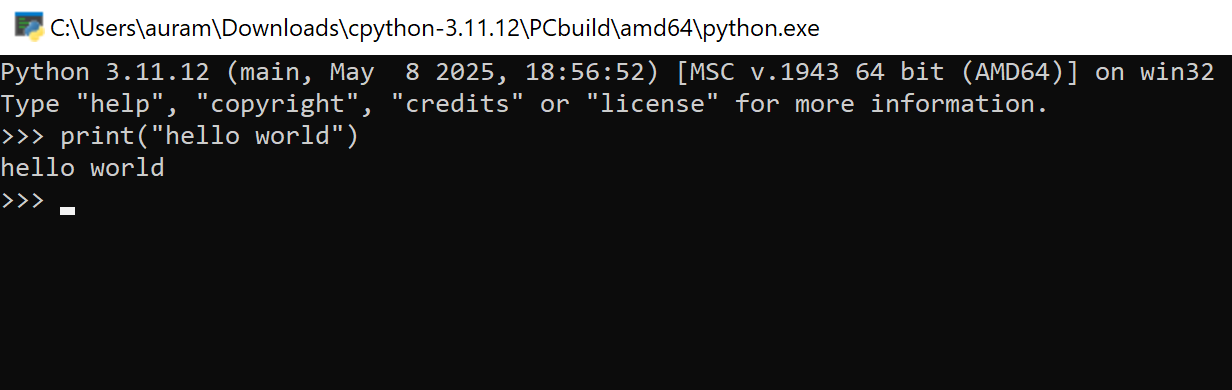 C:\Users\auram\Downloads\cpython-3.11.12\PCbuild\amd64\python.exe
Python 3.11.12 (main, May  8 2025, 18:56:52) [MSC v.1943 64 bit (AMD64)] on win32
Type "help", "copyright", "credits" or "license" for more information.
>>> print("hello world")
hello world
>>>